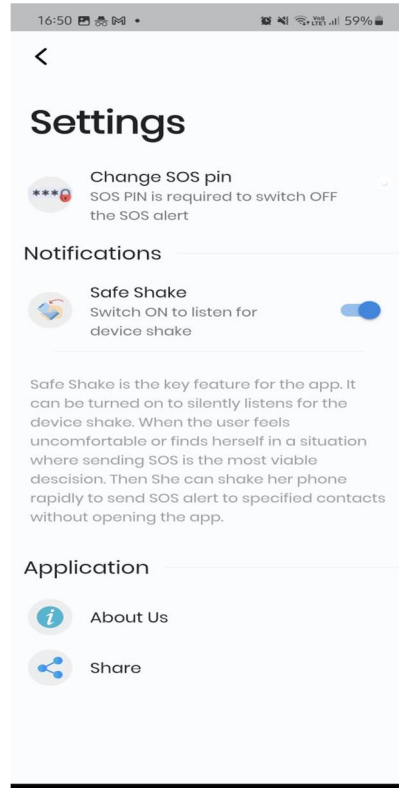 16:50 59%
Settings
***
Change SOS pin
SOS PIN is required to switch OFF
the SOS alert
Notifications
Safe Shake
Switch ON to listen for
device shake
Safe Shake is the key feature for the app. It
can be turned on to silently listens for the
device shake. When the user feels
uncomfortable or finds herself in a situation
where sending SOS is the most viable
descision. Then She can shake her phone
rapidly to send SOS alert to specified contacts
without opening the app.
Application
i
About Us
Share